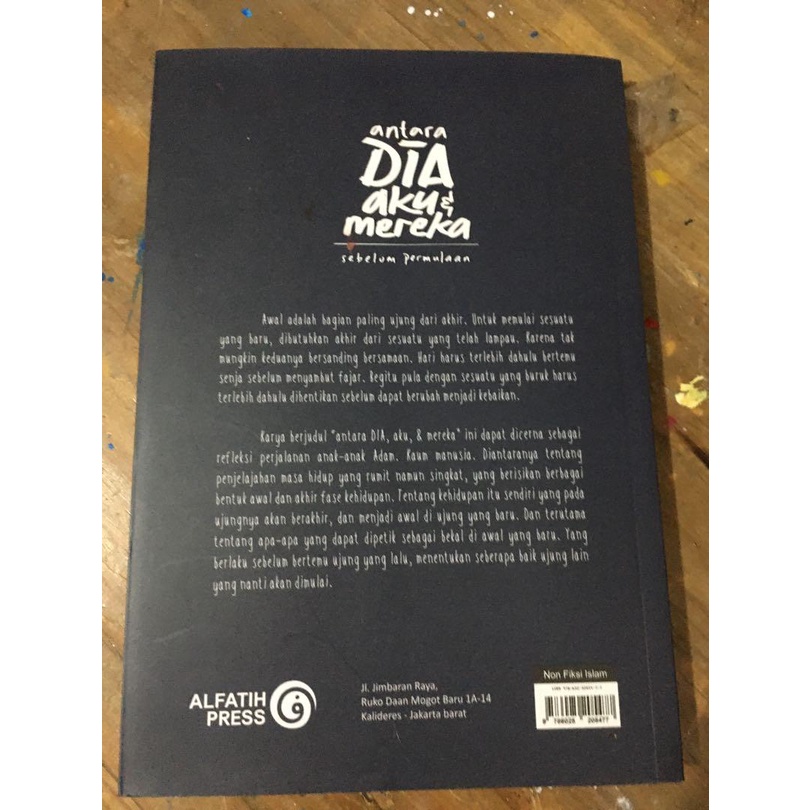 antara
DIA
aku &
mereka
sebelum permulaan
Awal adalah bagian paling ujung dari akhir. Untuk memulai sesuatu
yang baru, dibutuhkan akhir dari sesuatu yang telah lampau. Karena tak
mungkin keduanya bersanding bersamaan. Hari harus terlebih dahulu bertemu
senja sebelum menyambut fajar. Begitu pula dengan sesuatu yang buruk harus
terlebih dahulu dihentikan sebelum dapat berubah menjadi kebaikan.
Karya berjudul "antara DIA, aku, & mereka" ini dapat dicerna sebagai
refleksi perjalanan anak-anak Adam. Kaum manusia. Diantaranya tentang
penjelajahan masa hidup yang rumit namun singkat, yang berisikan berbagai
bentuk awal dan akhir fase kehidupan. Tentang kehidupan itu sendiri yang pada
ujungnya akan berakhir, dan menjadi awal di ujung yang baru. Dan terutama
tentang apa-apa yang dapat dipetik sebagai bekal di awal yang baru. Yang
berlaku sebelum bertemu ujung yang lalu, menentukan seberapa baik ujung lain
yang nanti akan dimulai.
ALFATIH
PRESS
Jl. Jimbaran Raya,
Ruko Daan Mogot Baru 1A-14
Kalideres - Jakarta barat
Non Fiksi Islam